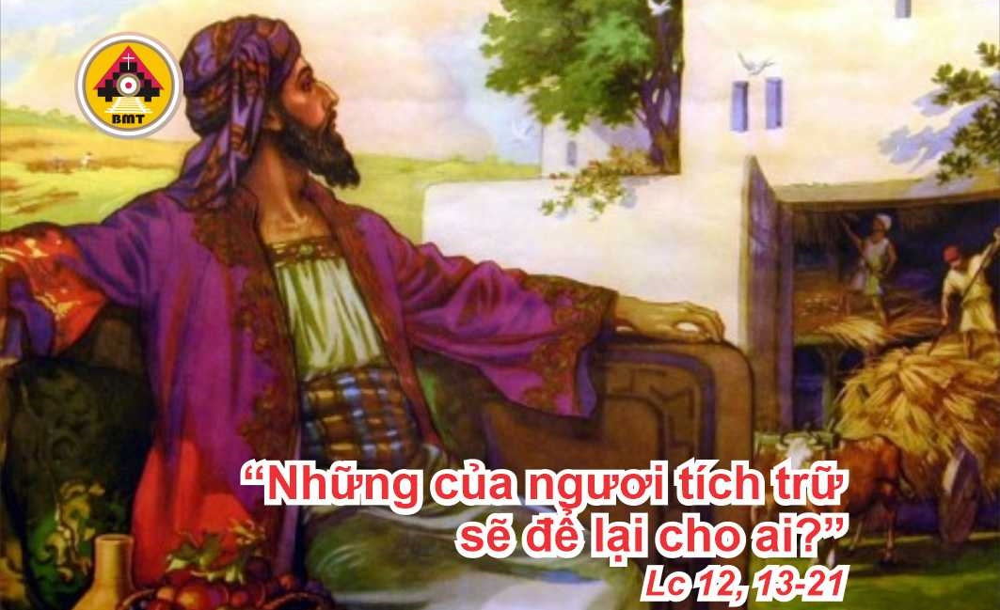 BMT
“Những của ngươi tích trữ
sẽ để lại cho ai?”
Lc 12, 13-21